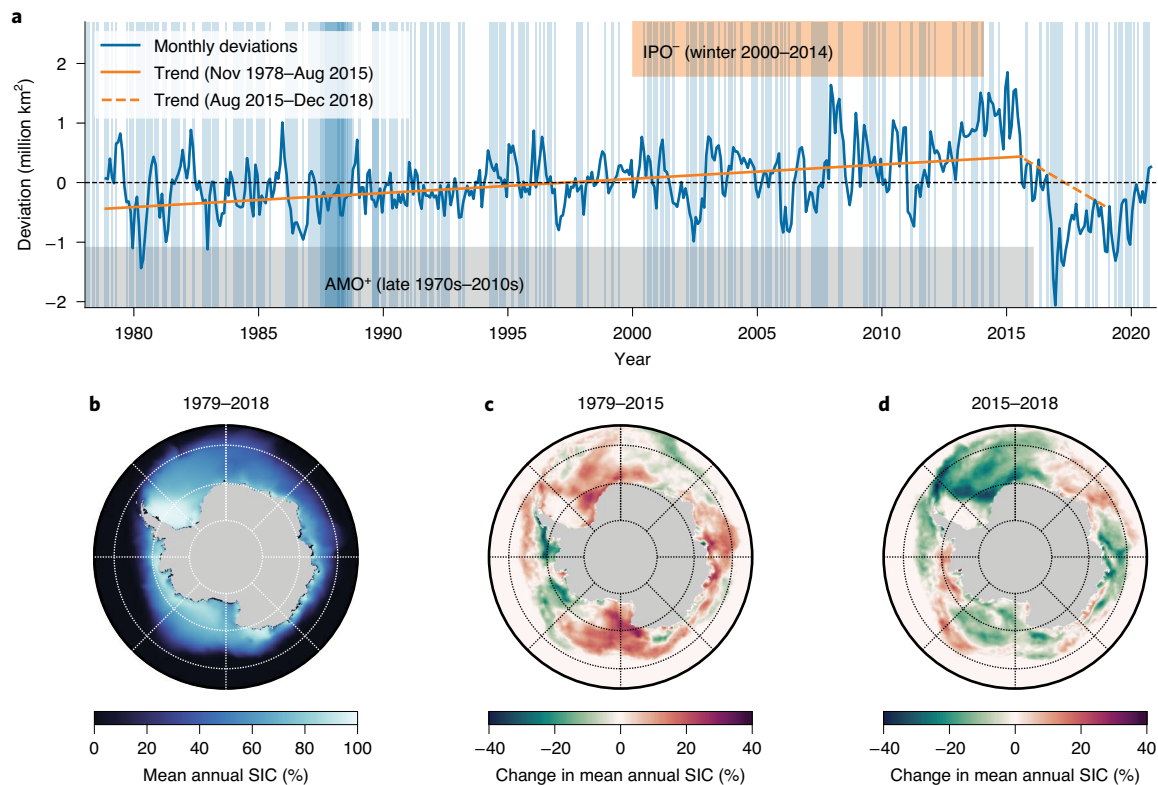 a
Monthly deviations
Trend (Nov 1978–Aug 2015)
Trend (Aug 2015–Dec 2018)
IPO⁻ (winter 2000–2014)
AMO⁺ (late 1970s–2010s)
Deviation (million km²)
2
1
0
−1
−2
1980 1985 1990 1995 2000 2005 2010 2015 2020
Year
b 1979–2018
c 1979–2015
d 2015–2018
0 20 40 60 80 100
Mean annual SIC (%)
−40 −20 0 20 40
Change in mean annual SIC (%)
−40 −20 0 20 40
Change in mean annual SIC (%)